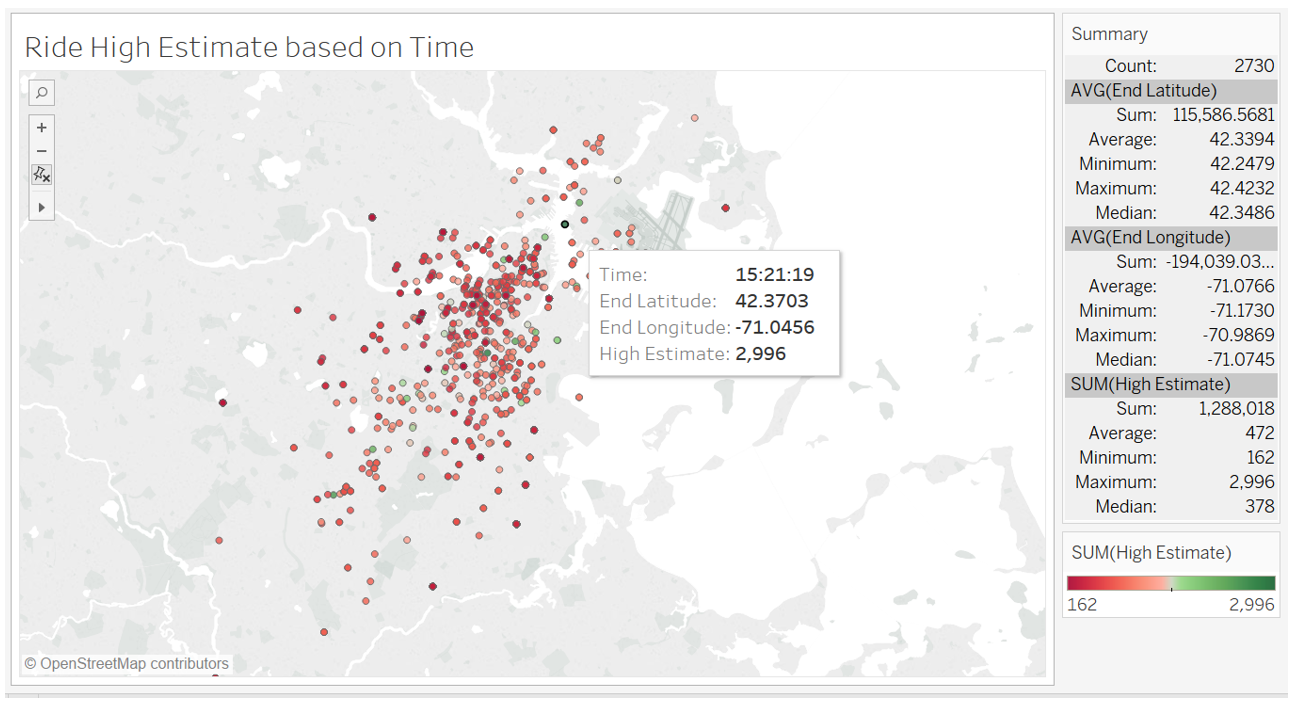 Ride High Estimate based on Time
+
−
Time: 15:21:19
End Latitude: 42.3703
End Longitude: -71.0456
High Estimate: 2,996
© OpenStreetMap contributors
Summary
Count: 2730
AVG(End Latitude)
Sum: 115,586.5681
Average: 42.3394
Minimum: 42.2479
Maximum: 42.4232
Median: 42.3486
AVG(End Longitude)
Sum: -194,039.03...
Average: -71.0766
Minimum: -71.1730
Maximum: -70.9869
Median: -71.0745
SUM(High Estimate)
Sum: 1,288,018
Average: 472
Minimum: 162
Maximum: 2,996
Median: 378
SUM(High Estimate)
162 2,996